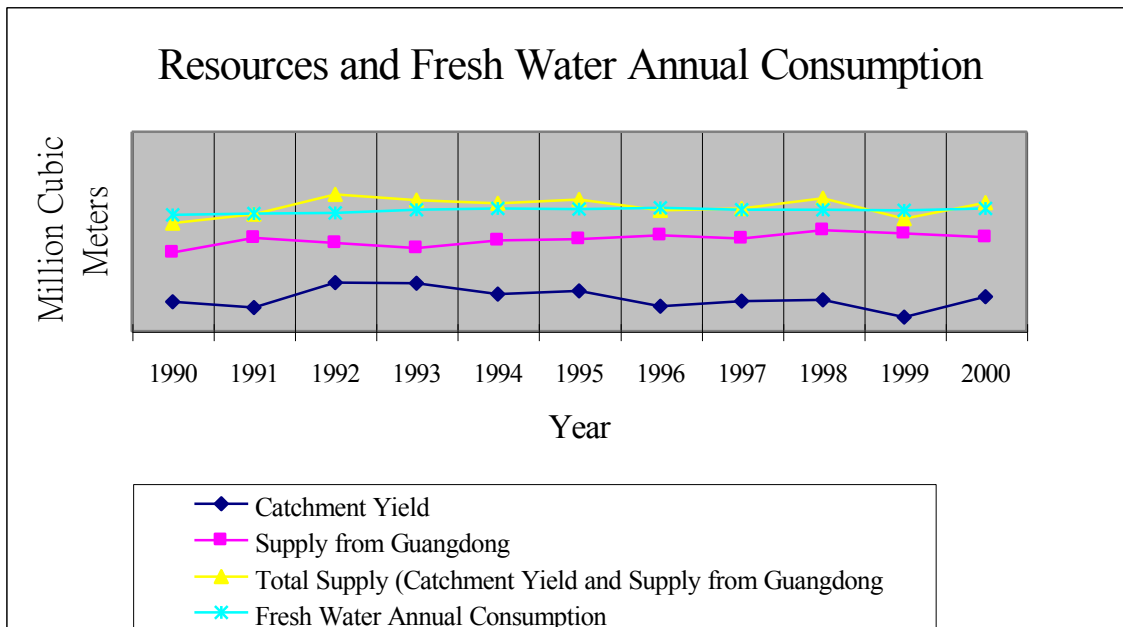 Resources and Fresh Water Annual Consumption
Million Cubic
Meters
1990 1991 1992 1993 1994 1995 1996 1997 1998 1999 2000
Year
Catchment Yield
Supply from Guangdong
Total Supply (Catchment Yield and Supply from Guangdong
Fresh Water Annual Consumption